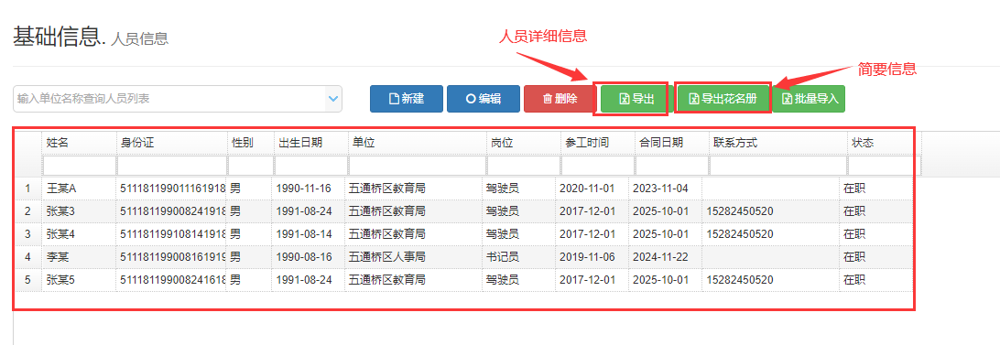 基础信息. 人员信息
人员详细信息
简要信息
输入单位名称查询人员列表
新建 编辑 删除 导出 导出花名册 批量导入
姓名 身份证 性别 出生日期 单位 岗位 参工时间 合同日期 联系方式 状态
1 王某A 511181199011161918 男 1990-11-16 五通桥区教育局 驾驶员 2020-11-01 2023-11-04 在职
2 张某3 511181199008241918 男 1991-08-24 五通桥区教育局 驾驶员 2017-12-01 2025-10-01 15282450520 在职
3 张某4 511181199108141918 男 1991-08-14 五通桥区教育局 驾驶员 2017-12-01 2025-10-01 15282450520 在职
4 李某 511181199008161918 男 1990-08-16 五通桥区人事局 书记员 2019-11-06 2024-11-22 在职
5 张某5 511181199008241618 男 1991-08-24 五通桥区教育局 驾驶员 2017-12-01 2025-10-01 15282450520 在职